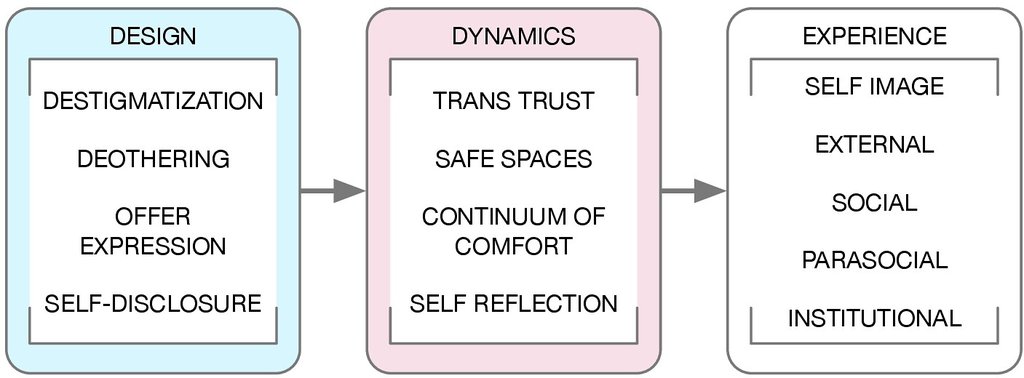 DESIGN
DESTIGMATIZATION
DEOTHERING
OFFER
EXPRESSION
SELF-DISCLOSURE
DYNAMICS
TRANS TRUST
SAFE SPACES
CONTINUUM OF
COMFORT
SELF REFLECTION
EXPERIENCE
SELF IMAGE
EXTERNAL
SOCIAL
PARASOCIAL
INSTITUTIONAL